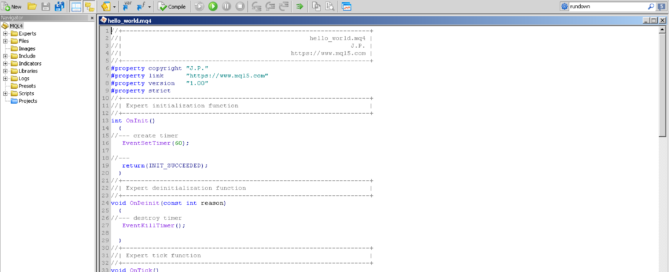 New
Compile
rundown
Navigator
MQL4
Experts
Files
Images
Include
Indicators
Libraries
Logs
Presets
Scripts
Projects
hello_world.mq4
1 //+------------------------------------------------------------------+
2 //| hello_world.mq4 |
3 //| J.P. |
4 //| https://www.mql5.com |
5 //+------------------------------------------------------------------+
6 #property copyright "J.P."
7 #property link "https://www.mql5.com"
8 #property version "1.00"
9 #property strict
10 //+------------------------------------------------------------------+
11 //| Expert initialization function |
12 //+------------------------------------------------------------------+
13 int OnInit()
14 {
15 //--- create timer
16 EventSetTimer(60);
17
18 //---
19 return(INIT_SUCCEEDED);
20 }
21 //+------------------------------------------------------------------+
22 //| Expert deinitialization function |
23 //+------------------------------------------------------------------+
24 void OnDeinit(const int reason)
25 {
26 //--- destroy timer
27 EventKillTimer();
28
29 }
30 //+------------------------------------------------------------------+
31 //| Expert tick function |
32 //+------------------------------------------------------------------+
33 void OnTick()